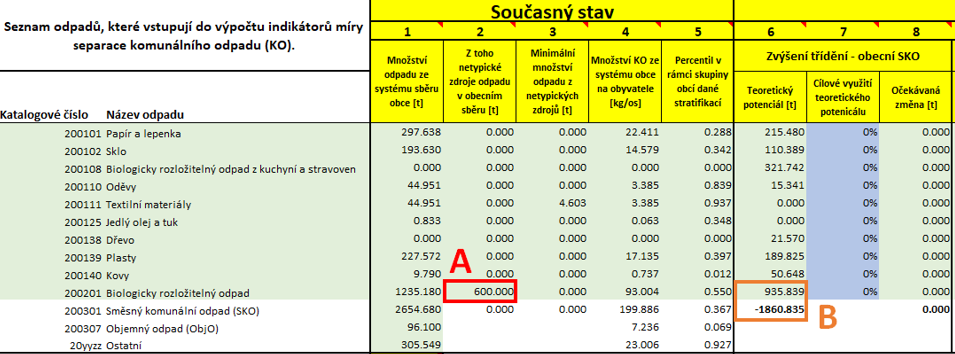 Seznam odpadů, které vstupují do výpočtu indikátorů míry
separace komunálního odpadu (KO).
Současný stav
1 2 3 4 5 6 7 8
Množství
odpadu ze
systému sběru
obce [t]
Z toho
netypické
zdroje odpadu
v obecním
sběru [t]
Minimální
množství
odpadu z
netypických
zdrojů [t]
Množství KO ze
systému obce
na obyvatele
[kg/os]
Percentil v
rámci skupiny
obcí dané
stratifikací
Zvýšení třídění - obecní SKO
Teoretický
potenciál [t]
Cílové využití
teoretického
potenicálu
Očekávaná
změna [t]
Katalogové číslo Název odpadu
200101 Papír a lepenka 297.638 0.000 0.000 22.411 0.288 215.480 0% 0.000
200102 Sklo 193.630 0.000 0.000 14.579 0.342 110.389 0% 0.000
200108 Biologicky rozložitelný odpad z kuchyní a stravoven 0.000 0.000 0.000 0.000 0.000 321.742 0% 0.000
200110 Oděvy 44.951 0.000 0.000 3.385 0.839 15.341 0% 0.000
200111 Textilní materiály 44.951 0.000 4.603 3.385 0.937 0.000 0% 0.000
200125 Jedlý olej a tuk 0.833 0.000 0.000 0.063 0.348 0.000 0% 0.000
200138 Dřevo 0.000 0.000 0.000 0.000 0.000 21.570 0% 0.000
200139 Plasty 227.572 0.000 0.000 17.135 0.397 189.825 0% 0.000
200140 Kovy 9.790 0.000 0.000 0.737 0.012 50.648 0% 0.000
A
200201 Biologicky rozložitelný odpad 1235.180 600.000 0.000 93.004 0.550 935.839 0% 0.000
200301 Směsný komunální odpad (SKO) 2654.680 0.000 0.000 199.886 0.367 -1860.835 0.000
B
200307 Objemný odpad (ObjO) 96.100 7.236 0.069
20yyzz Ostatní 305.549 23.006 0.927